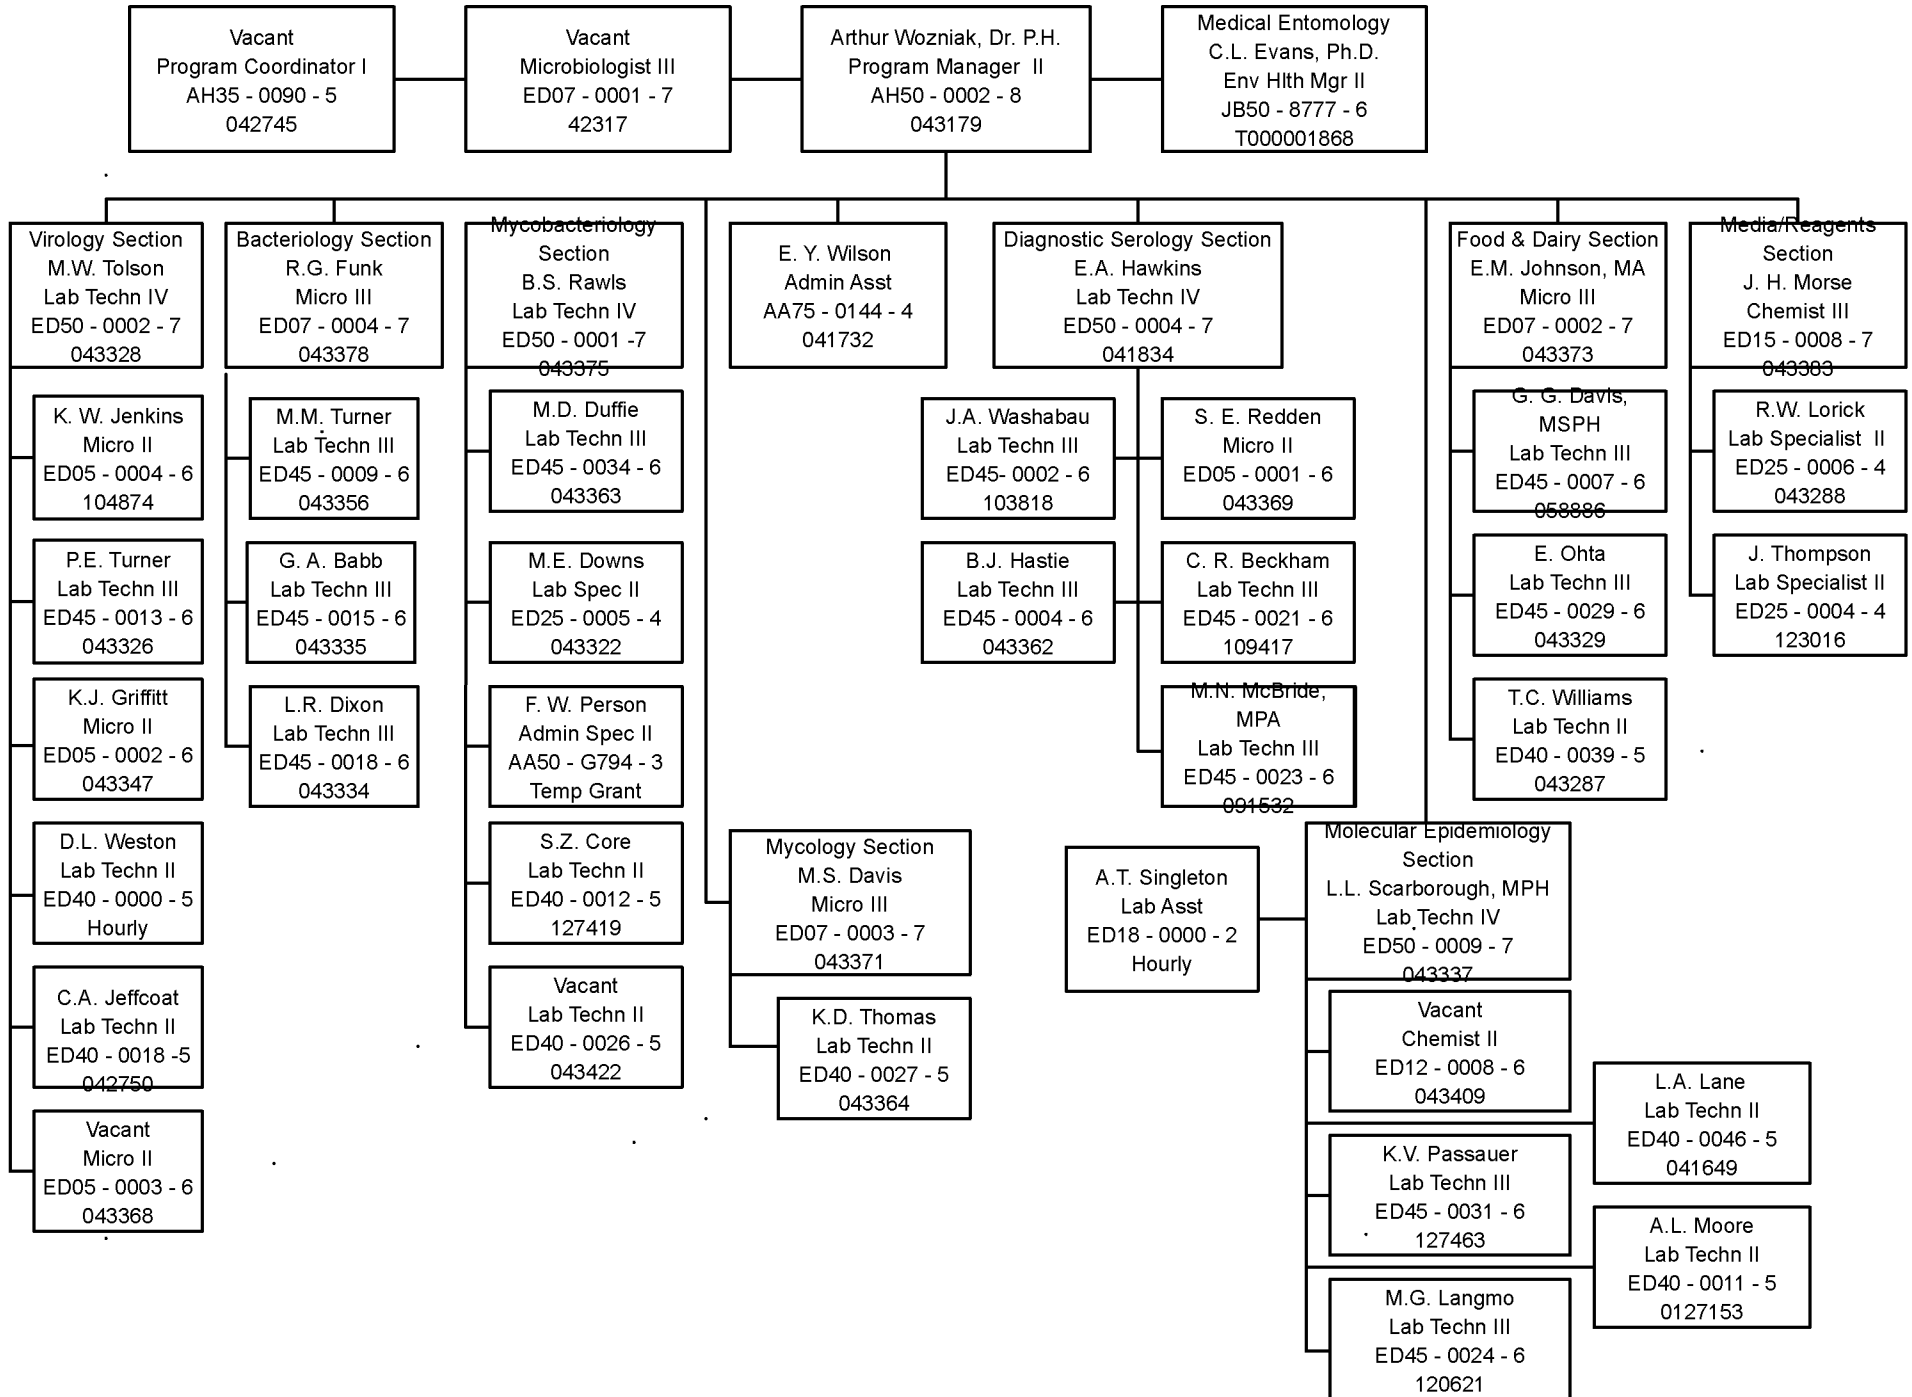 Vacant
Program Coordinator I
AH35 - 0090 - 5
042745
Vacant
Microbiologist III
ED07 - 0001 - 7
42317
Arthur Wozniak, Dr. P.H.
Program Manager II
AH50 - 0002 - 8
043179
Medical Entomology
C.L. Evans, Ph.D.
Env Hlth Mgr II
JB50 - 8777 - 6
T000001868
Virology Section
M.W. Tolson
Lab Techn IV
ED50 - 0002 - 7
043328
K. W. Jenkins
Micro II
ED05 - 0004 - 6
104874
P.E. Turner
Lab Techn III
ED45 - 0013 - 6
043326
K.J. Griffitt
Micro II
ED05 - 0002 - 6
043347
D.L. Weston
Lab Techn II
ED40 - 0000 - 5
Hourly
C.A. Jeffcoat
Lab Techn II
ED40 - 0018 -5
042750
Vacant
Micro II
ED05 - 0003 - 6
043368
Bacteriology Section
R.G. Funk
Micro III
ED07 - 0004 - 7
043378
M.M. Turner
Lab Techn III
ED45 - 0009 - 6
043356
G. A. Babb
Lab Techn III
ED45 - 0015 - 6
043335
L.R. Dixon
Lab Techn III
ED45 - 0018 - 6
043334
Mycobacteriology
Section
B.S. Rawls
Lab Techn IV
ED50 - 0001 -7
043375
M.D. Duffie
Lab Techn III
ED45 - 0034 - 6
043363
M.E. Downs
Lab Spec II
ED25 - 0005 - 4
043322
F. W. Person
Admin Spec II
AA50 - G794 - 3
Temp Grant
S.Z. Core
Lab Techn II
ED40 - 0012 - 5
127419
Vacant
Lab Techn II
ED40 - 0026 - 5
043422
Mycology Section
M.S. Davis
Micro III
ED07 - 0003 - 7
043371
K.D. Thomas
Lab Techn II
ED40 - 0027 - 5
043364
E. Y. Wilson
Admin Asst
AA75 - 0144 - 4
041732
Diagnostic Serology Section
E.A. Hawkins
Lab Techn IV
ED50 - 0004 - 7
041834
J.A. Washabau
Lab Techn III
ED45- 0002 - 6
103818
S. E. Redden
Micro II
ED05 - 0001 - 6
043369
B.J. Hastie
Lab Techn III
ED45 - 0004 - 6
043362
C. R. Beckham
Lab Techn III
ED45 - 0021 - 6
109417
M.N. McBride,
MPA
Lab Techn III
ED45 - 0023 - 6
091532
A.T. Singleton
Lab Asst
ED18 - 0000 - 2
Hourly
Molecular Epidemiology
Section
L.L. Scarborough, MPH
Lab Techn IV
ED50 - 0009 - 7
043337
Vacant
Chemist II
ED12 - 0008 - 6
043409
L.A. Lane
Lab Techn II
ED40 - 0046 - 5
041649
K.V. Passauer
Lab Techn III
ED45 - 0031 - 6
127463
A.L. Moore
Lab Techn II
ED40 - 0011 - 5
0127153
M.G. Langmo
Lab Techn III
ED45 - 0024 - 6
120621
Food & Dairy Section
E.M. Johnson, MA
Micro III
ED07 - 0002 - 7
043373
G. G. Davis,
MSPH
Lab Techn III
ED45 - 0007 - 6
058886
E. Ohta
Lab Techn III
ED45 - 0029 - 6
043329
T.C. Williams
Lab Techn II
ED40 - 0039 - 5
043287
Media/Reagents
Section
J. H. Morse
Chemist III
ED15 - 0008 - 7
043383
R.W. Lorick
Lab Specialist II
ED25 - 0006 - 4
043288
J. Thompson
Lab Specialist II
ED25 - 0004 - 4
123016